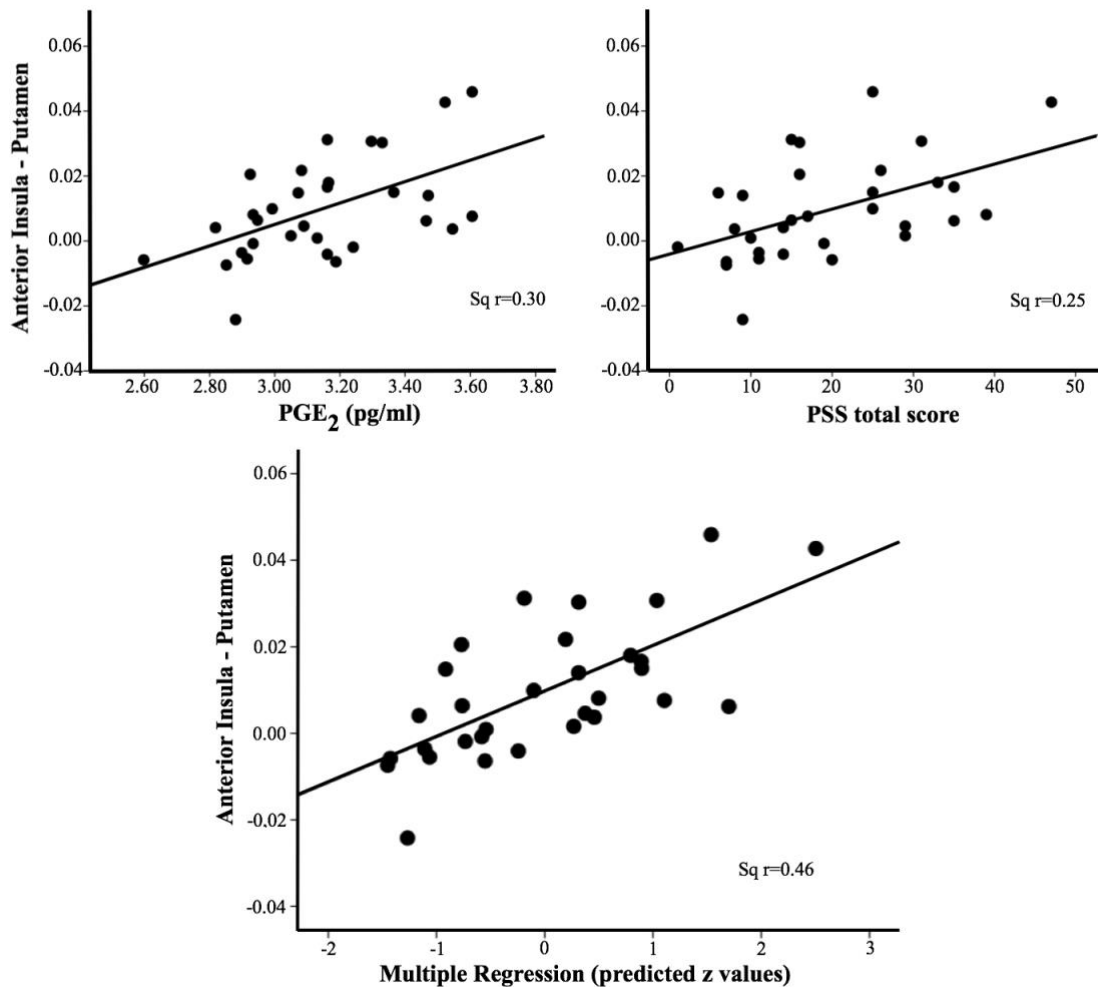 Anterior Insula - Putamen
0.06
0.04
0.02
0.00
-0.02
-0.04
Sq r=0.30
2.60 2.80 3.00 3.20 3.40 3.60 3.80
PGE₂ (pg/ml)
0.06
0.04
0.02
0.00
-0.02
-0.04
Sq r=0.25
0 10 20 30 40 50
PSS total score
Anterior Insula - Putamen
0.06
0.04
0.02
0.00
-0.02
-0.04
Sq r=0.46
-2 -1 0 1 2 3
Multiple Regression (predicted z values)